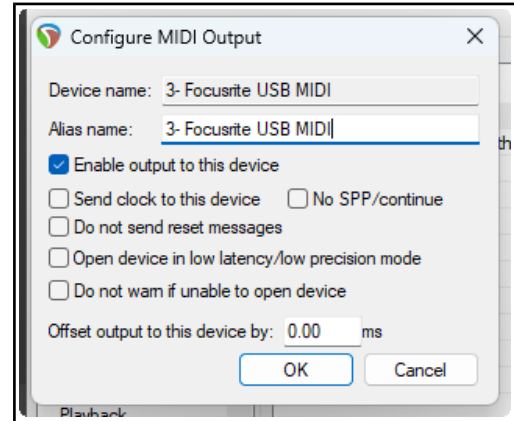 Configure MIDI Output
Device name: 3- Focusrite USB MIDI
Alias name: 3- Focusrite USB MIDI
Enable output to this device
Send clock to this device No SPP/continue
Do not send reset messages
Open device in low latency/low precision mode
Do not warn if unable to open device
Offset output to this device by: 0.00 ms
OK Cancel
Playback